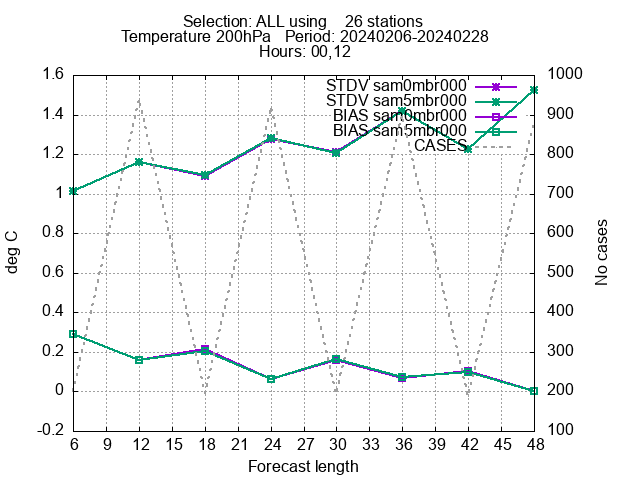 Selection: ALL using 26 stations
Temperature 200hPa Period: 20240206-20240228
Hours: 00,12
STDV sam0mbr000
STDV sam5mbr000
BIAS sam0mbr000
BIAS sam5mbr000
CASES
1.6
1.4
1.2
1
0.8
0.6
0.4
0.2
0
-0.2
deg C
1000
900
800
700
600
500
400
300
200
100
No cases
6 9 12 15 18 21 24 27 30 33 36 39 42 45 48
Forecast length